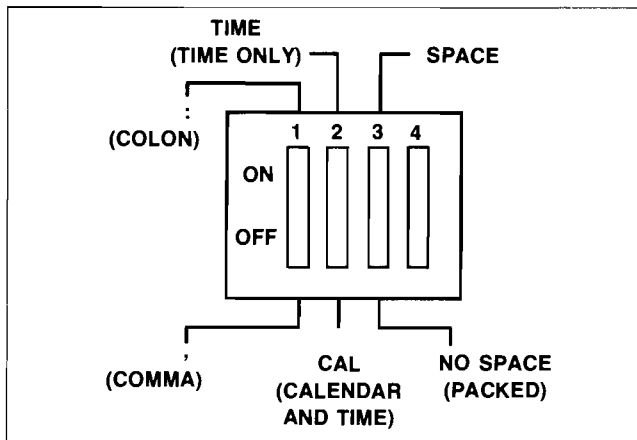 TIME
(TIME ONLY)
SPACE
:
(COLON)
1 2 3 4
ON
OFF
,
(COMMA)
CAL
(CALENDAR
AND TIME)
NO SPACE
(PACKED)